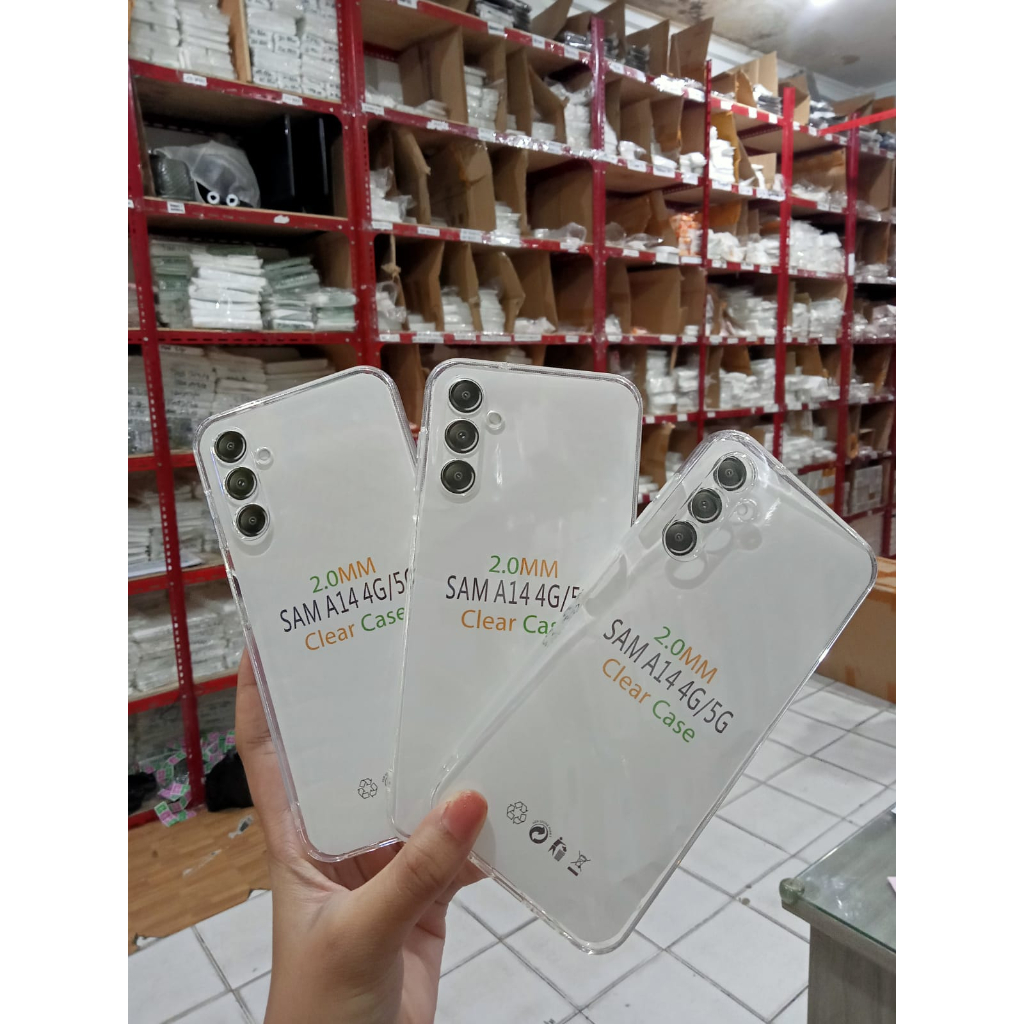 2.0MM
SAM A14 4G/5G
Clear Case
2.0MM
SAM A14 4G/5
Clear Cas
2.0MM
SAM A14 4G/5G
Clear Case